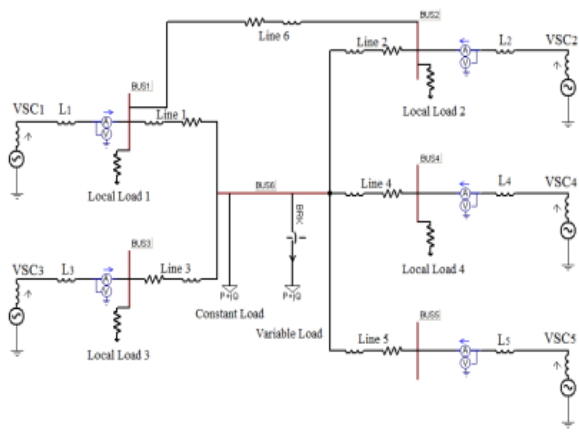 BUS2
Line 6
Line 2
L2
VSC2
A
V
BUS1
VSC1
L1
A
V
Line 1
Local Load 2
Local Load 1
BUS6
BUS4
Line 4
L4
VSC4
A
V
BRK
BUS3
VSC3
L3
A
V
Line 3
P+jQ
Constant Load
P+jQ
Variable Load
Local Load 4
Local Load 3
BUS5
Line 5
L5
VSC5
A
V